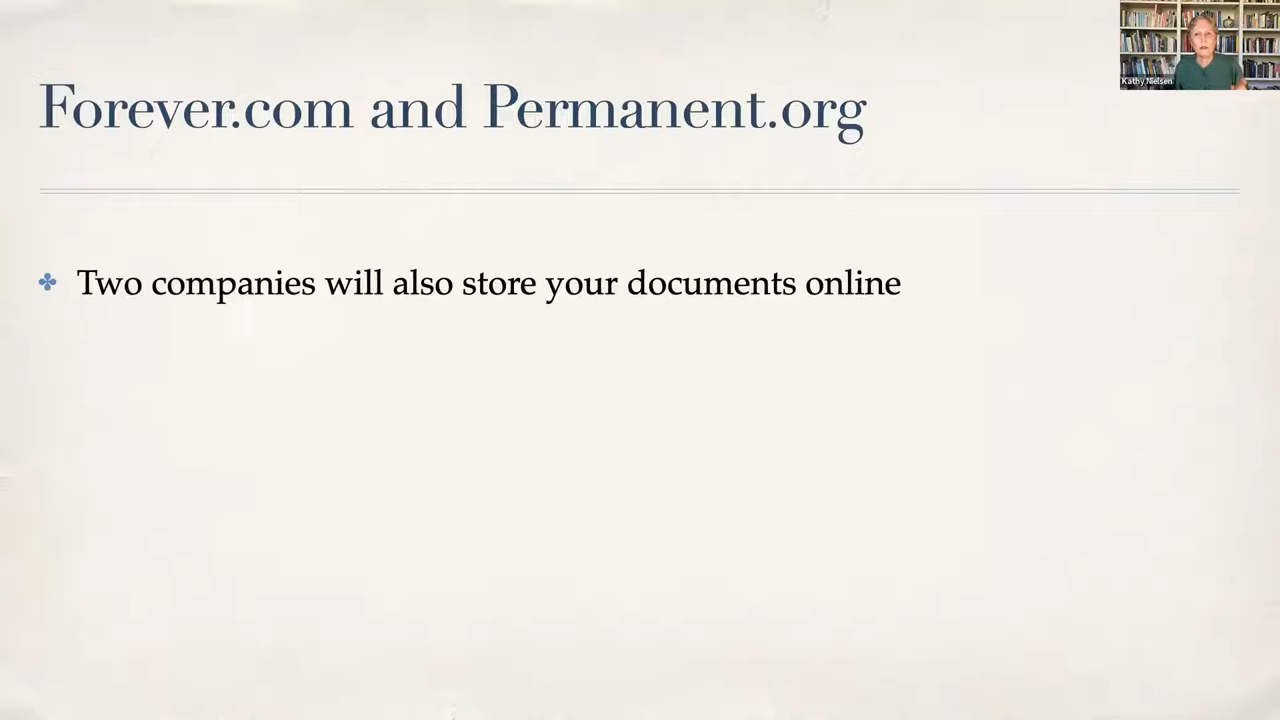 Forever.com and Permanent.org
Kathy Nielsen
Two companies will also store your documents online